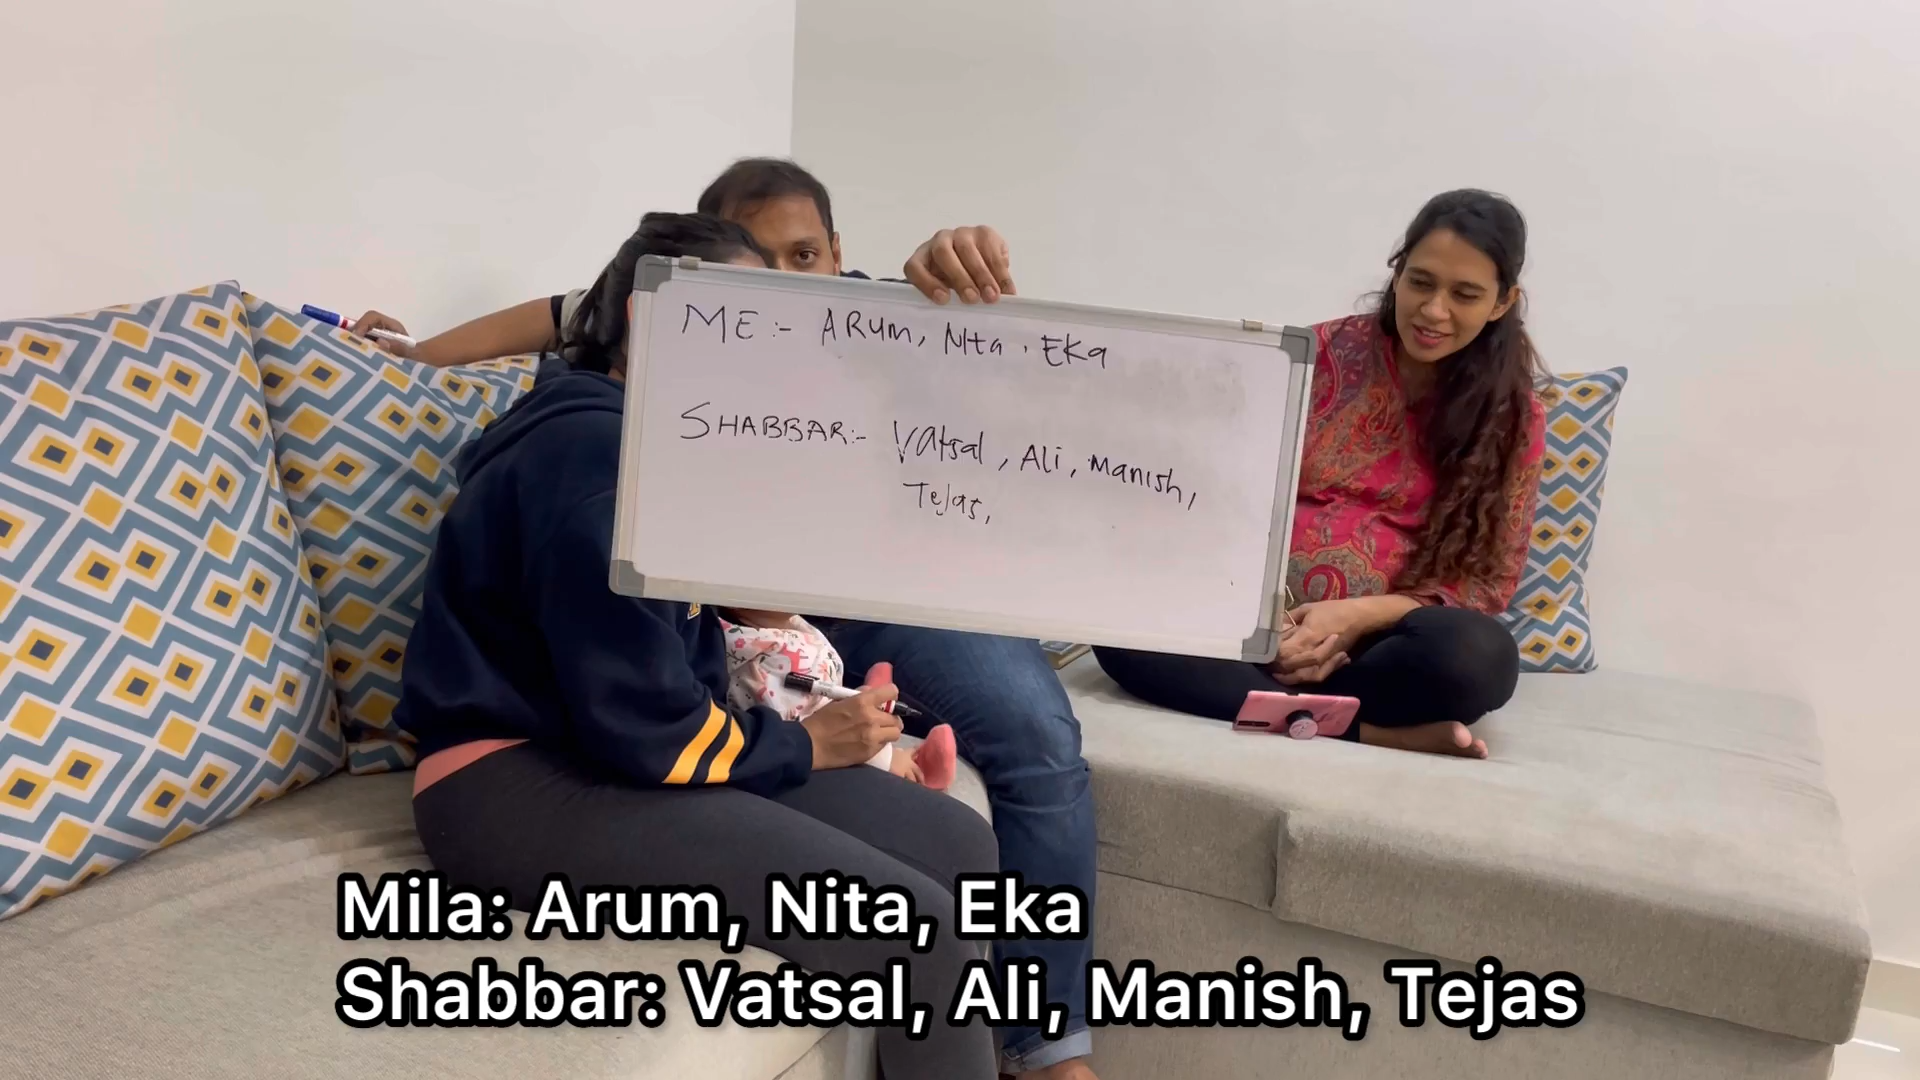 ME:- ARUM, NIta, EKa
SHABBAR:- Vatsal, Ali, Manish,
Tejas,
Mila: Arum, Nita, Eka
Shabbar: Vatsal, Ali, Manish, Tejas